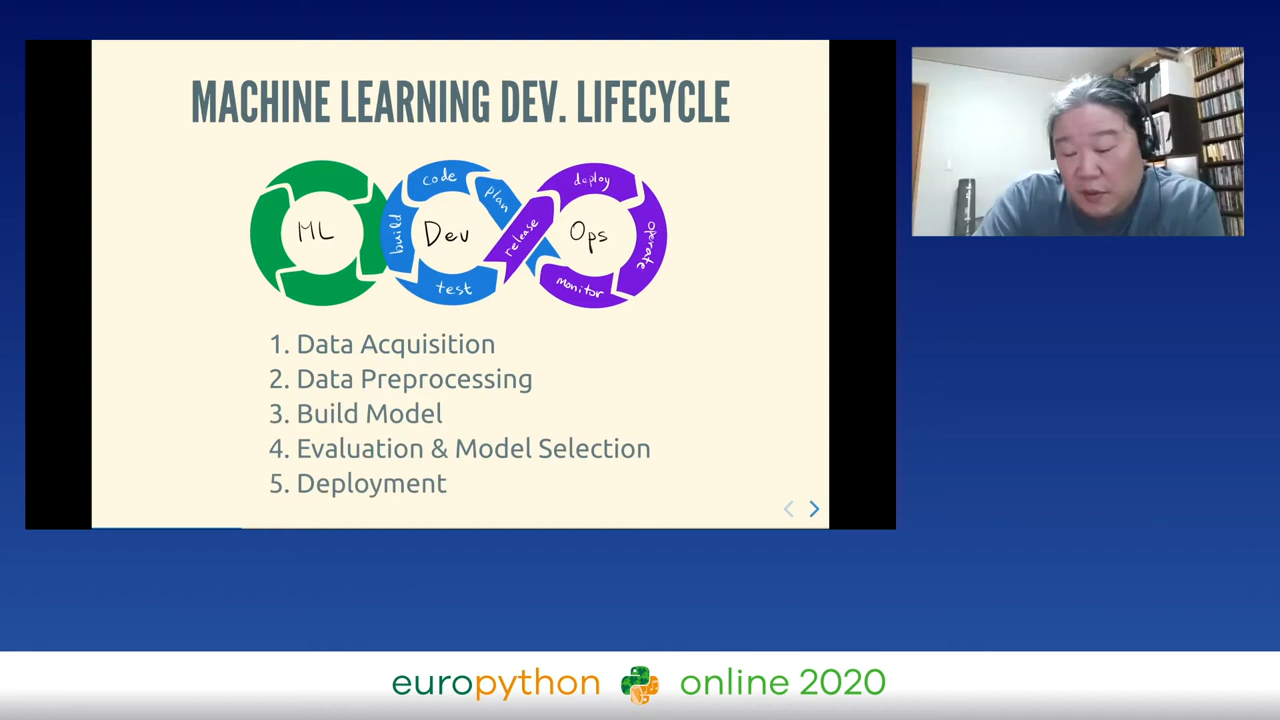 MACHINE LEARNING DEV. LIFECYCLE
ML
Dev
Ops
code
plan
build
test
release
deploy
operate
monitor
1. Data Acquisition
2. Data Preprocessing
3. Build Model
4. Evaluation & Model Selection
5. Deployment
europython online 2020